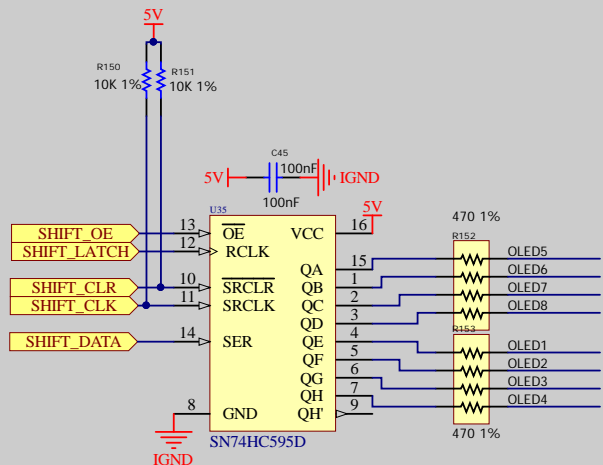 5V
R150
R151
10K 1%
10K 1%
C45
100nF
5V
IGND
100nF
U35
5V
470 1%
SHIFT_OE
13
OE
VCC
16
R152
SHIFT_LATCH
12
RCLK
OLED5
QA
15
OLED6
SHIFT_CLR
10
SRCLR
QB
1
OLED7
SHIFT_CLK
11
SRCLK
QC
2
OLED8
QD
3
R153
SHIFT_DATA
14
SER
QE
4
OLED1
QF
5
OLED2
QG
6
OLED3
QH
7
OLED4
8
GND
QH'
9
470 1%
SN74HC595D
IGND